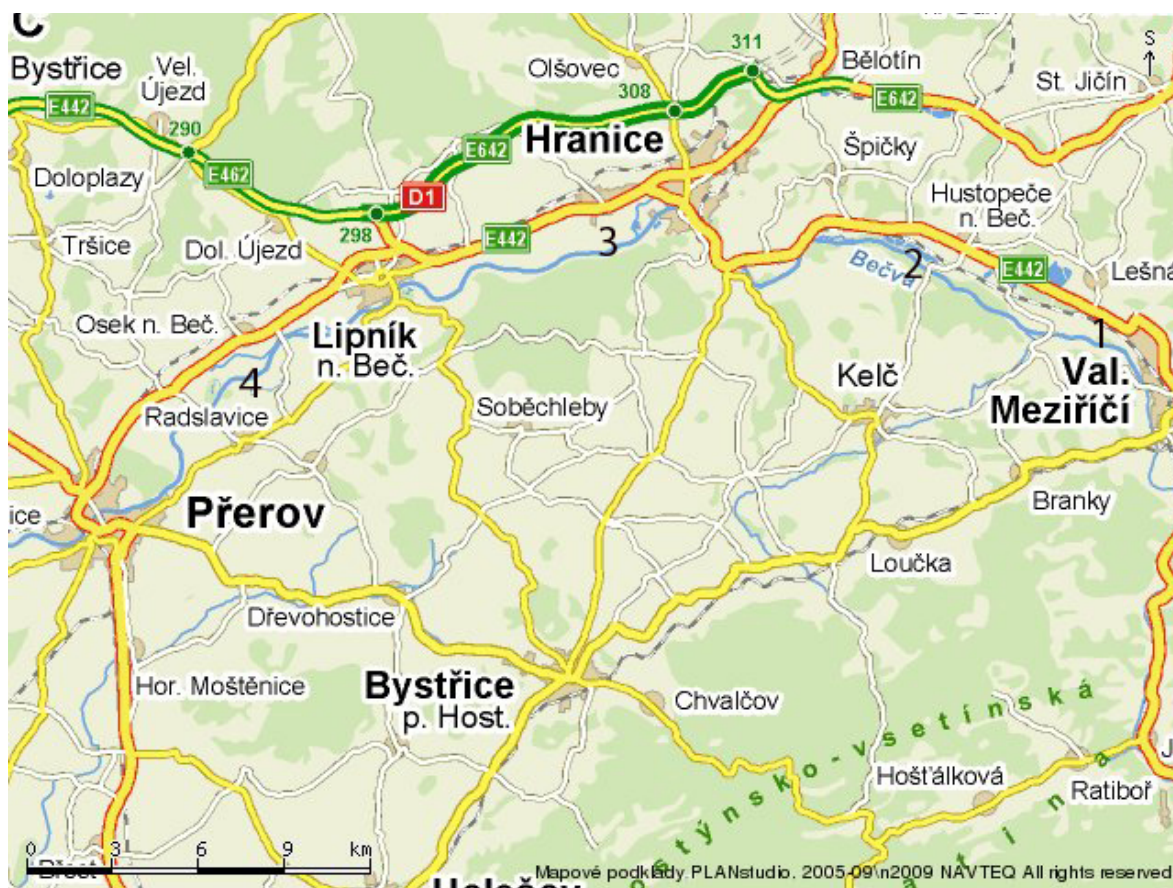 Bystřice
Vel.
Újezd
E442
290
E462
Doloplazy
Tršice
Dol. Újezd
298
D1
E642
Olšovec
308
311
Hranice
Bělotín
E642
S
St. Jičín
Špičky
Hustopeče
n. Beč.
E442
3
2
Bečva
E442
Lešná
1
Osek n. Beč.
Lipník
n. Beč.
4
Radslavice
Soběchleby
Kelč
Val.
Meziříčí
Přerov
Branky
Loučka
Dřevohostice
Hor. Moštěnice
Bystřice
p. Host.
Chvalčov
Hošťálková
Ratiboř
0 3 6 9 km
Mapové podklady PLANstudio. 2005-09\n2009 NAVTEQ All rights reserved